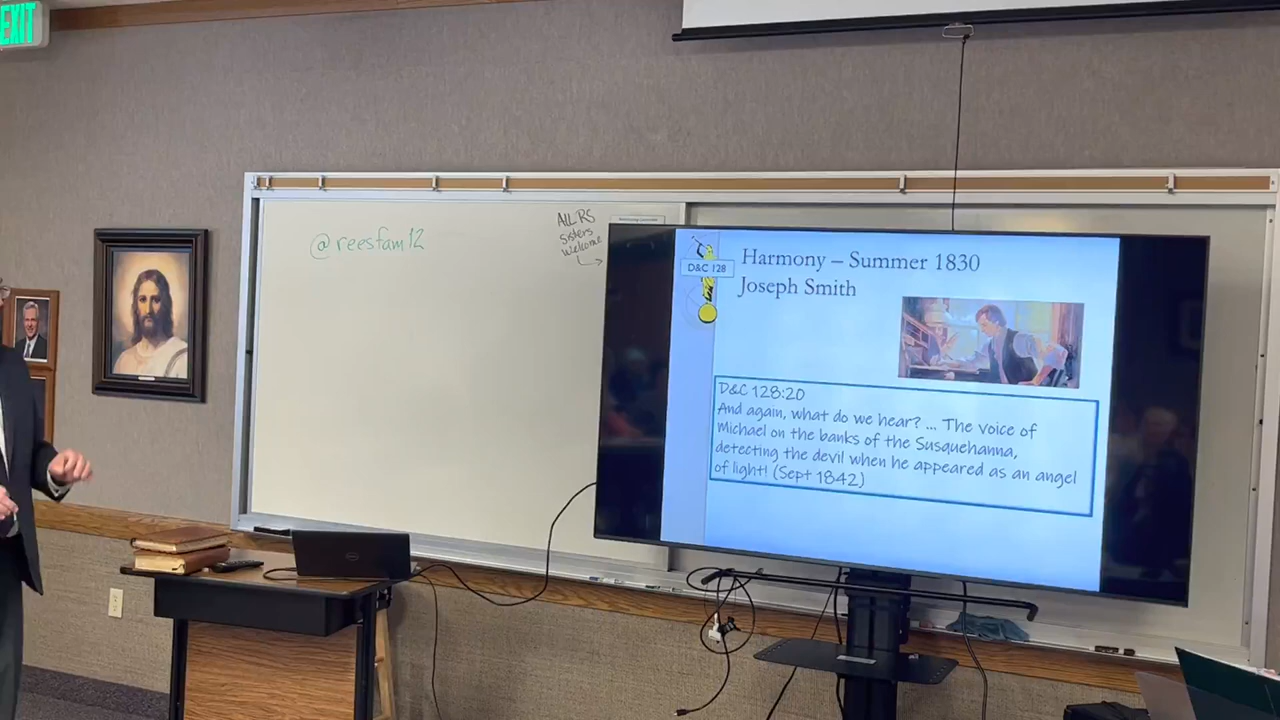 EXIT
@reesfam12
ALL RS
Sisters
Welcome
D&C 128
Harmony – Summer 1830
Joseph Smith
D&C 128:20
And again, what do we hear? ... The voice of
Michael on the banks of the Susquehanna,
detecting the devil when he appeared as an angel
of light! (Sept 1842)
DELL